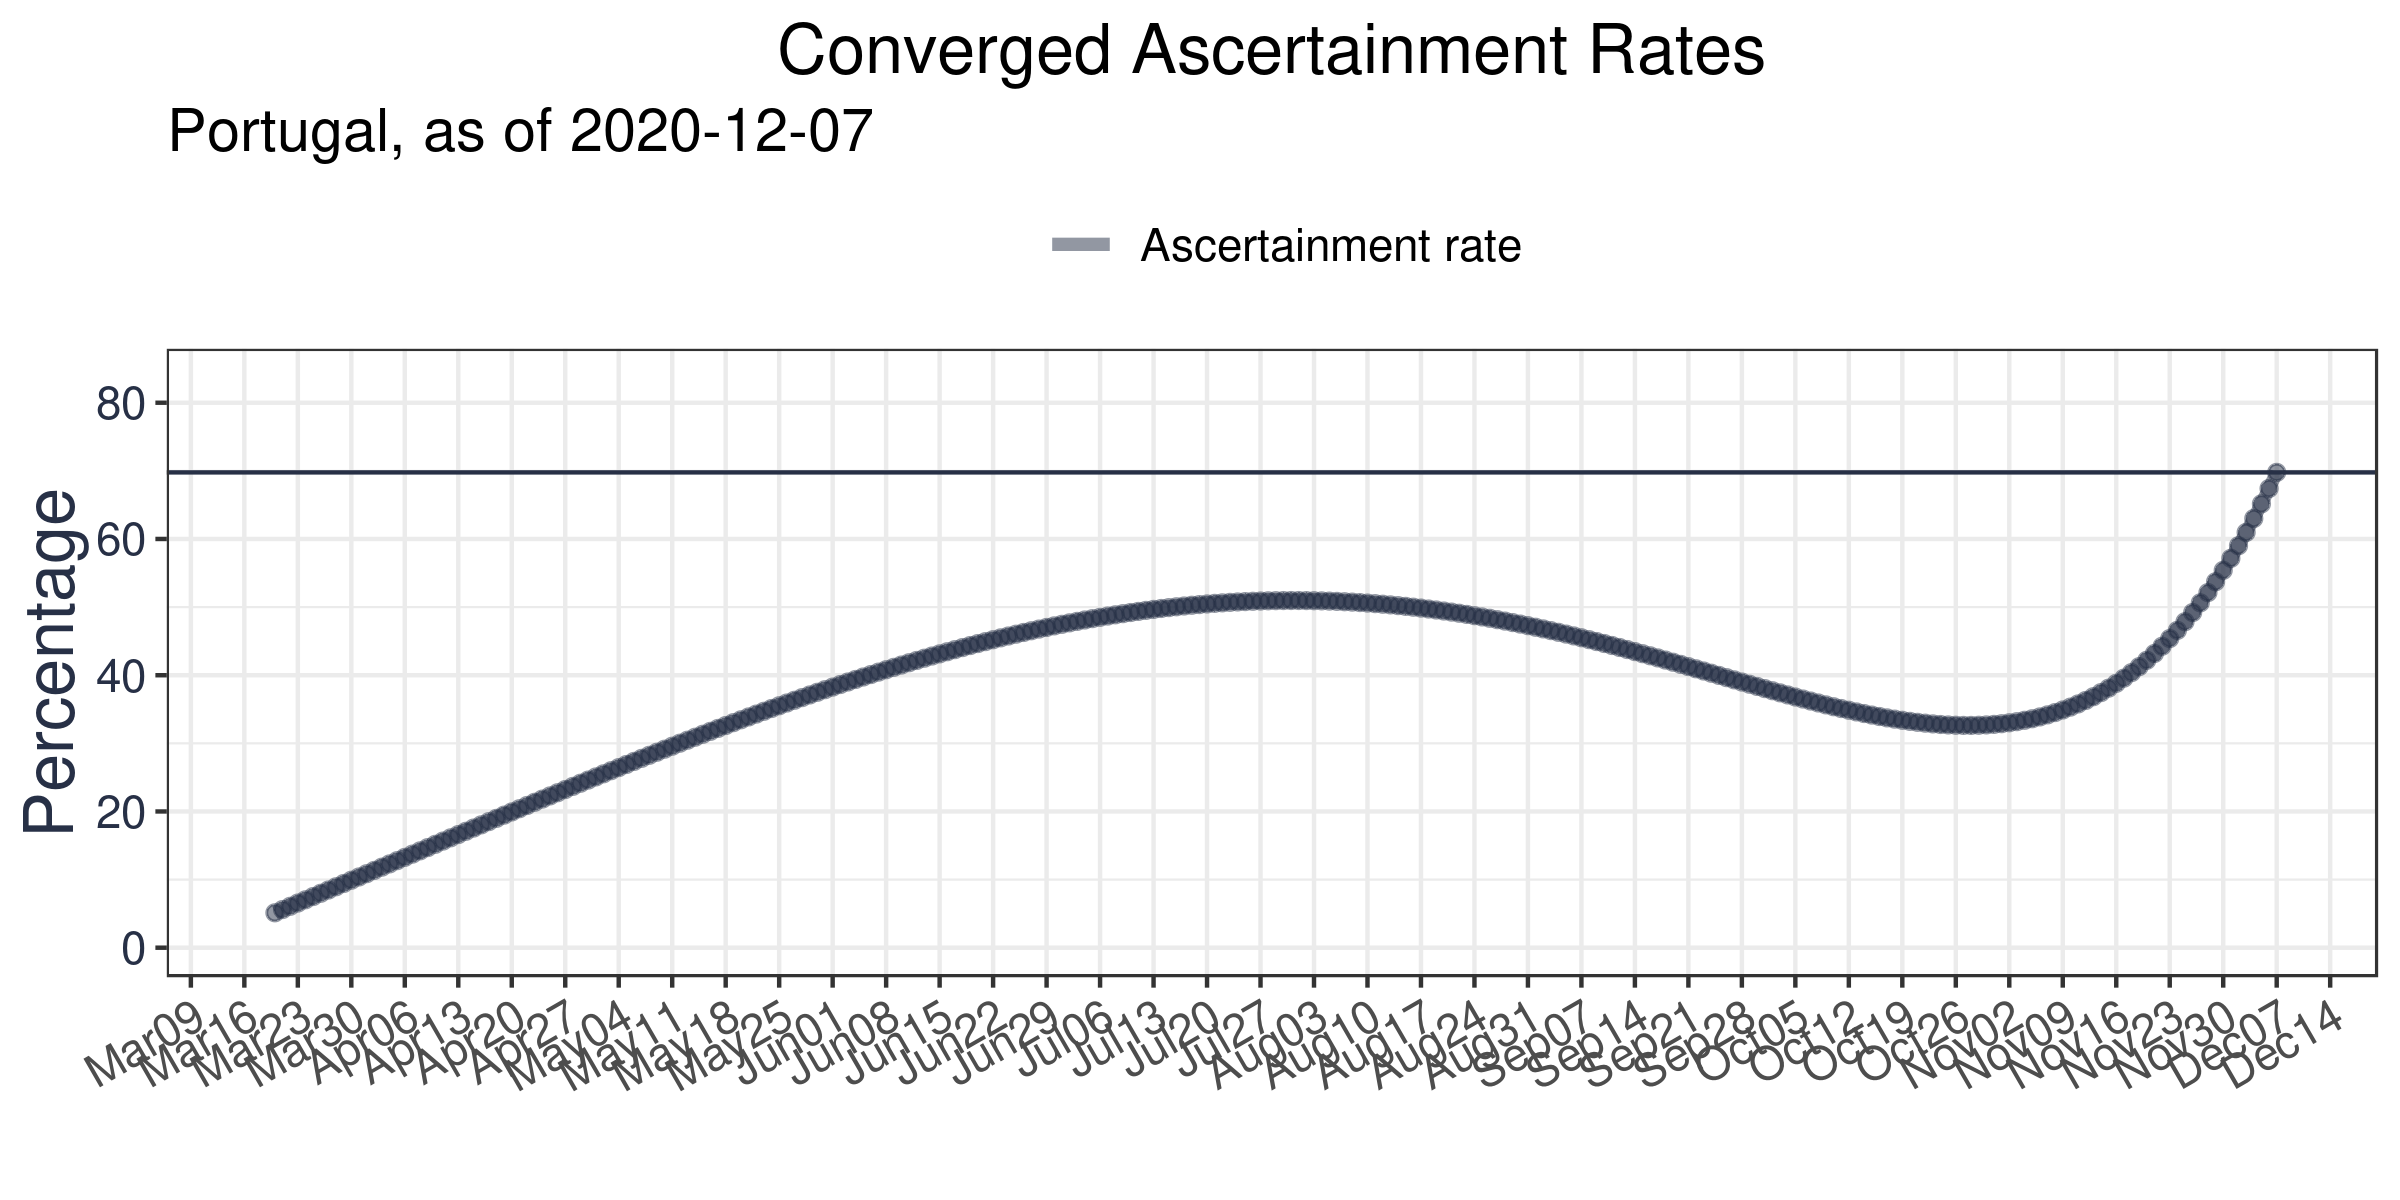 Converged Ascertainment Rates
Portugal, as of 2020-12-07
Ascertainment rate
Percentage
80
60
40
20
0
Mar09
Mar16
Mar23
Mar30
Apr06
Apr13
Apr20
Apr27
May04
May11
May18
May25
Jun01
Jun08
Jun15
Jun22
Jun29
Jul06
Jul13
Jul20
Jul27
Aug03
Aug10
Aug17
Aug24
Aug31
Sep07
Sep14
Sep21
Sep28
Oct05
Oct12
Oct19
Oct26
Nov02
Nov09
Nov16
Nov23
Nov30
Dec07
Dec14